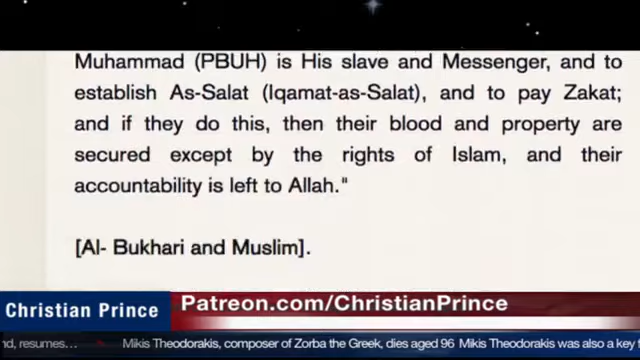 Muhammad (PBUH) is His slave and Messenger, and to
establish As-Salat (Iqamat-as-Salat), and to pay Zakat;
and if they do this, then their blood and property are
secured except by the rights of Islam, and their
accountability is left to Allah."
[Al- Bukhari and Muslim].
Christian Prince
Patreon.com/ChristianPrince
nd, resumes... Mikis Theodorakis, composer of Zorba the Greek, dies aged 96 Mikis Theodorakis was also a key